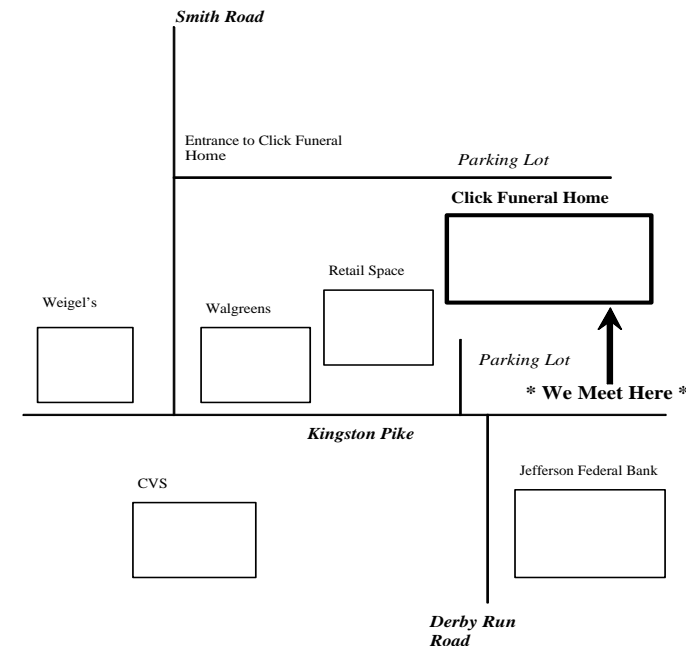 Smith Road
Entrance to Click Funeral
Home
Parking Lot
Click Funeral Home
Retail Space
Weigel's
Walgreens
Parking Lot
* We Meet Here *
Kingston Pike
Jefferson Federal Bank
CVS
Derby Run
Road